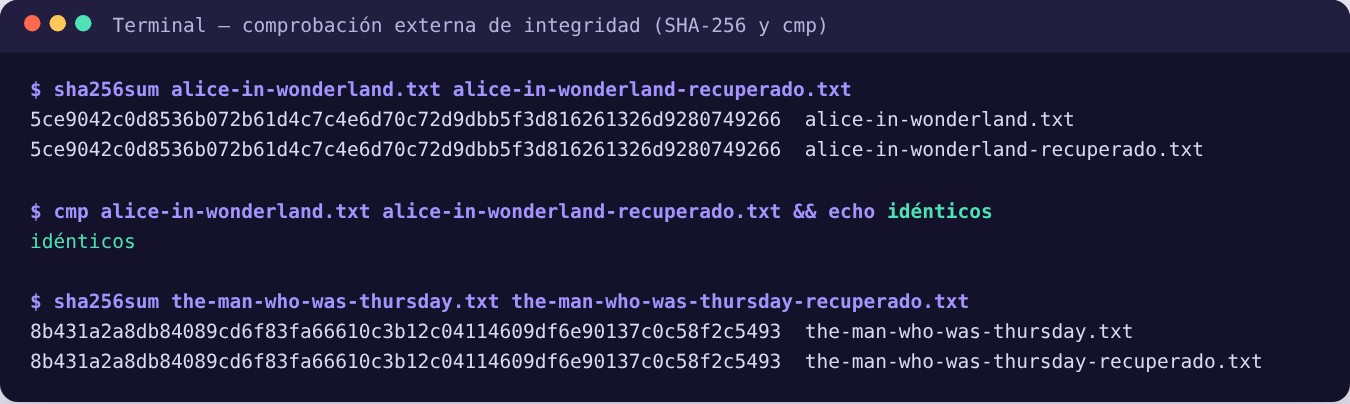 Terminal — comprobación externa de integridad (SHA-256 y cmp)
$ sha256sum alice-in-wonderland.txt alice-in-wonderland-recuperado.txt
5ce9042c0d8536b072b61d4c7c4e6d70c72d9dbb5f3d816261326d9280749266  alice-in-wonderland.txt
5ce9042c0d8536b072b61d4c7c4e6d70c72d9dbb5f3d816261326d9280749266  alice-in-wonderland-recuperado.txt
$ cmp alice-in-wonderland.txt alice-in-wonderland-recuperado.txt && echo idénticos
idénticos
$ sha256sum the-man-who-was-thursday.txt the-man-who-was-thursday-recuperado.txt
8b431a2a8db84089cd6f83fa66610c3b12c04114609df6e90137c0c58f2c5493  the-man-who-was-thursday.txt
8b431a2a8db84089cd6f83fa66610c3b12c04114609df6e90137c0c58f2c5493  the-man-who-was-thursday-recuperado.txt